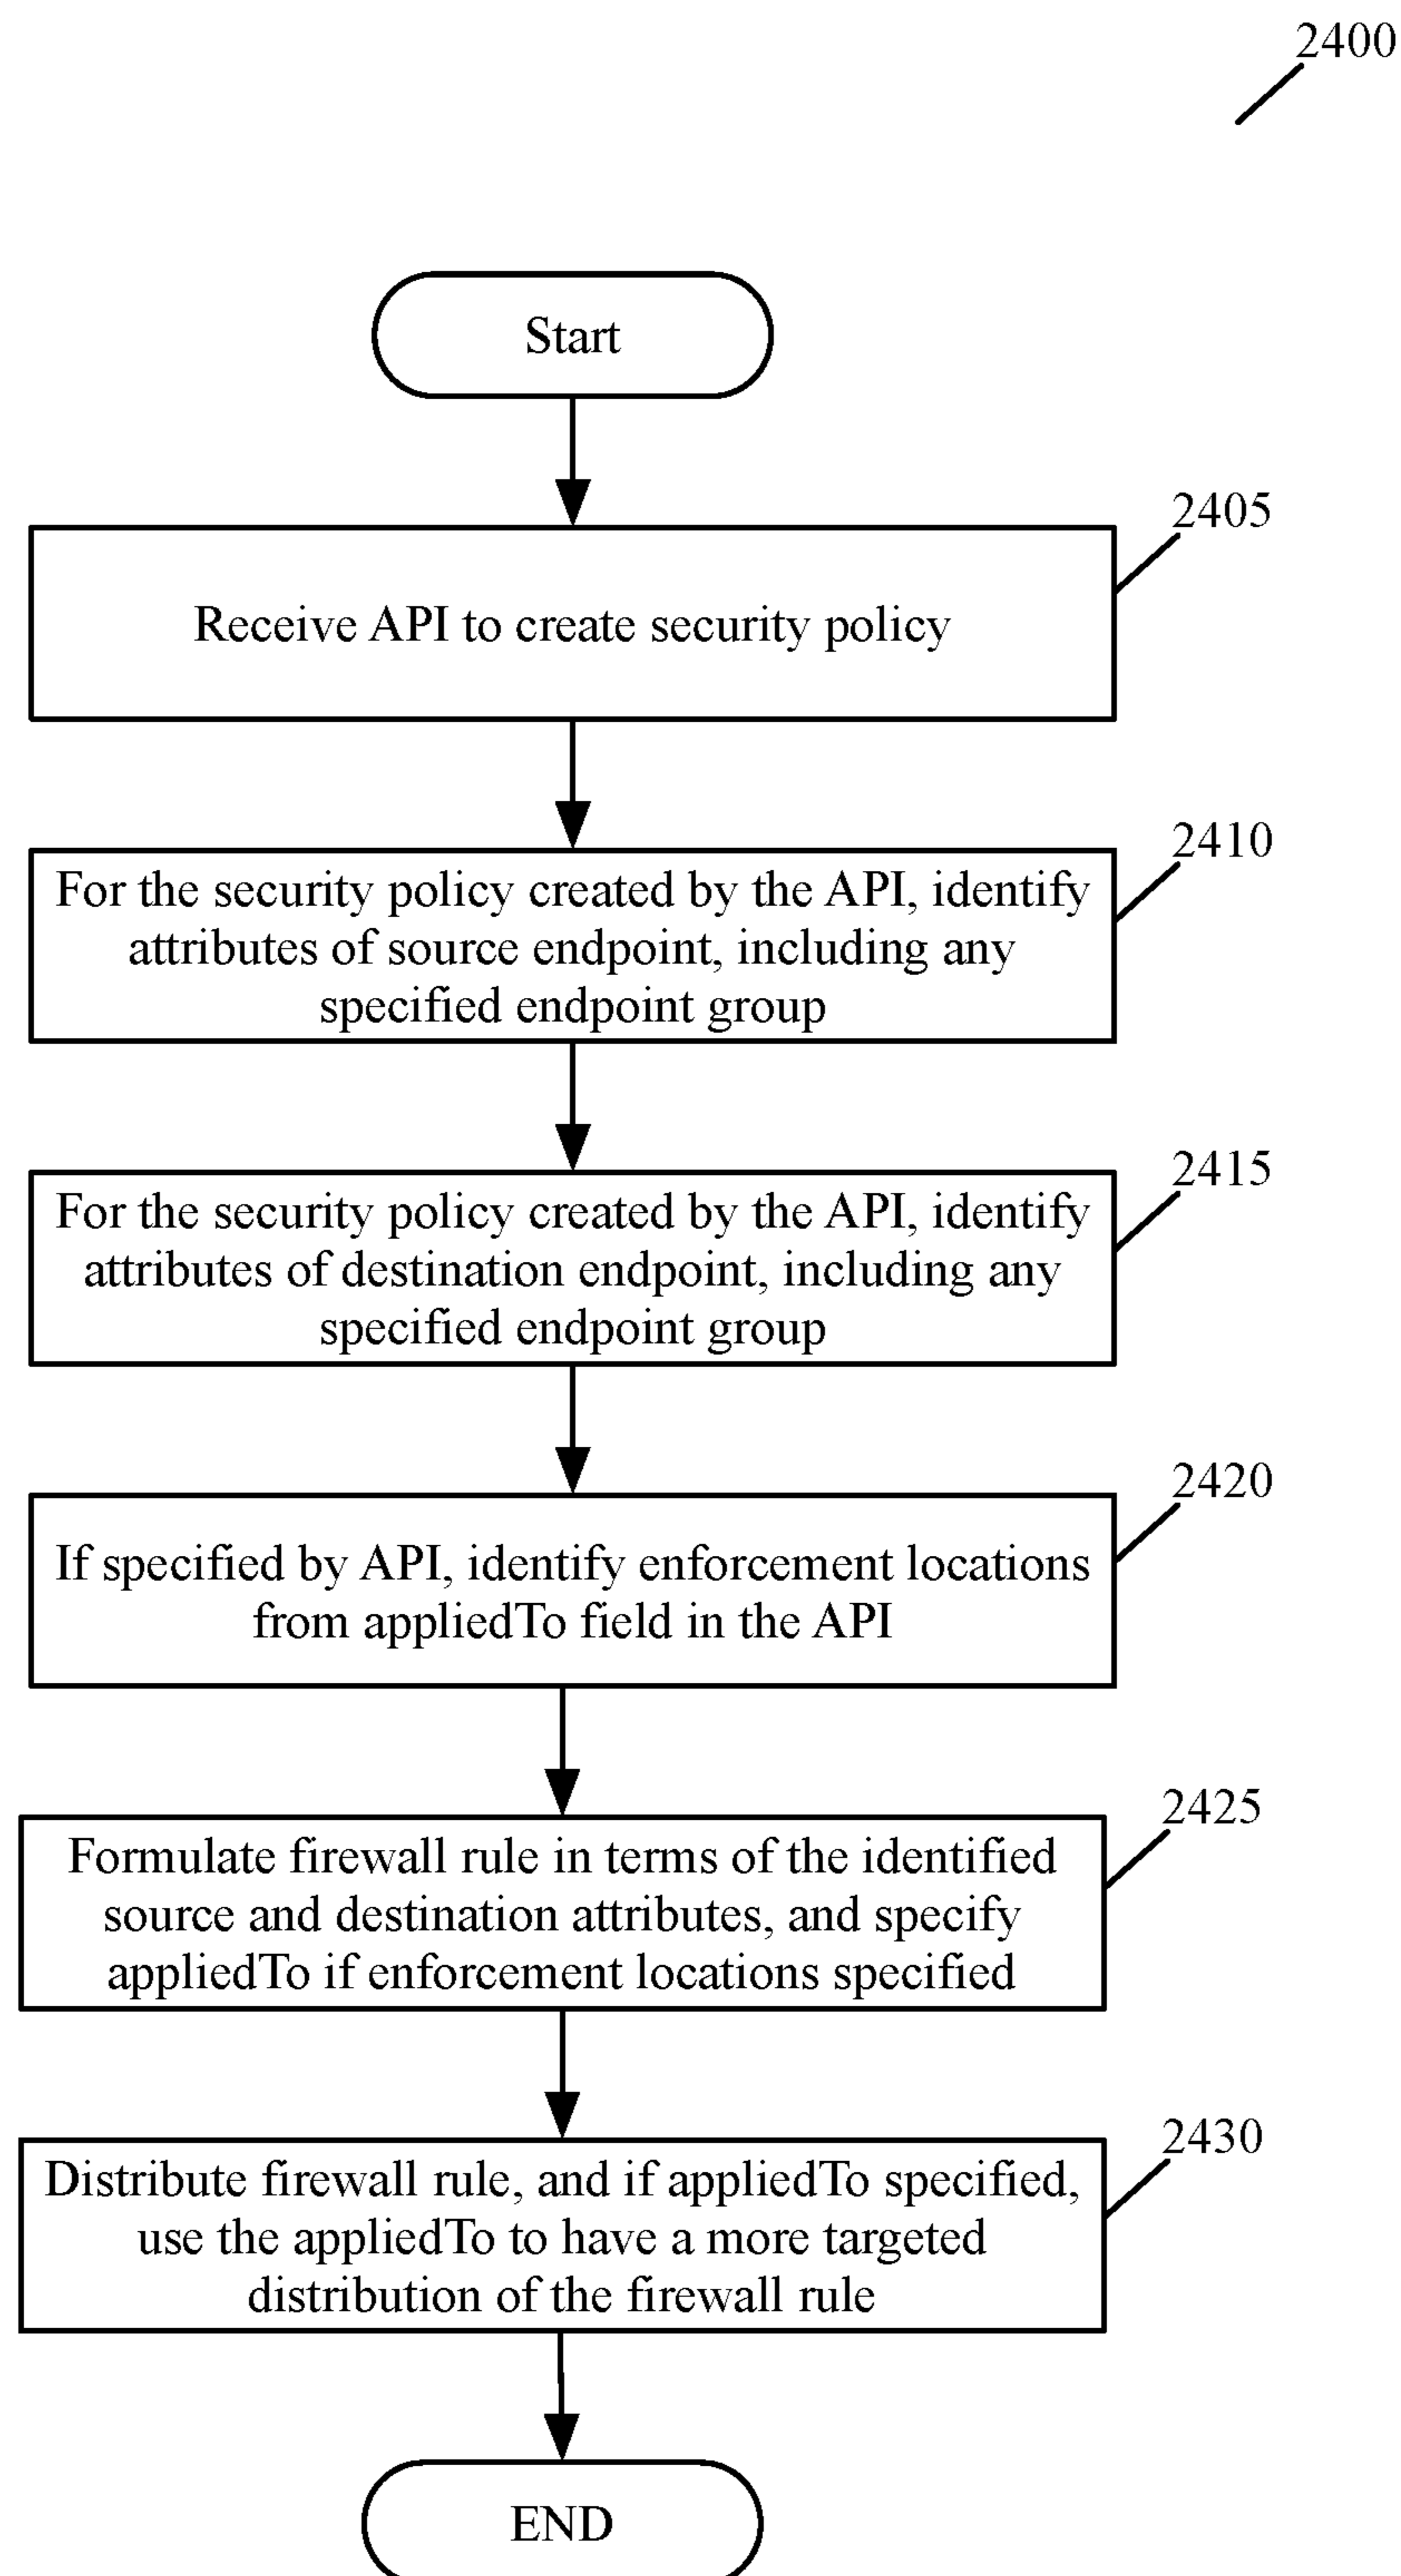 2400
Start
2405
Receive API to create security policy
2410
For the security policy created by the API, identify
attributes of source endpoint, including any
specified endpoint group
2415
For the security policy created by the API, identify
attributes of destination endpoint, including any
specified endpoint group
2420
If specified by API, identify enforcement locations
from appliedTo field in the API
2425
Formulate firewall rule in terms of the identified
source and destination attributes, and specify
appliedTo if enforcement locations specified
2430
Distribute firewall rule, and if appliedTo specified,
use the appliedTo to have a more targeted
distribution of the firewall rule
END